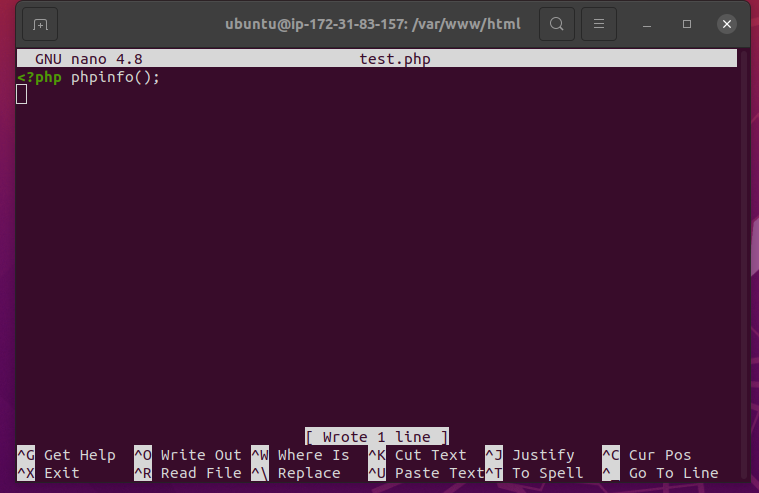 ubuntu@ip-172-31-83-157: /var/www/html
GNU nano 4.8 test.php
<?php phpinfo();
[ Wrote 1 line ]
^G Get Help ^O Write Out ^W Where Is ^K Cut Text ^J Justify ^C Cur Pos
^X Exit ^R Read File ^\ Replace ^U Paste Text ^T To Spell ^_ Go To Line